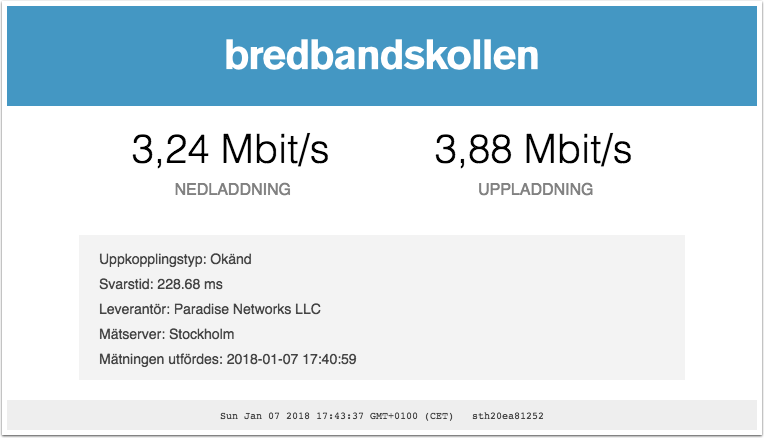 bredbandskollen
3,24 Mbit/s 3,88 Mbit/s
NEDLADDNING UPPLADDNING
Uppkopplingstyp: Okänd
Svarstid: 228.68 ms
Leverantör: Paradise Networks LLC
Mätserver: Stockholm
Mätningen utfördes: 2018-01-07 17:40:59
Sun Jan 07 2018 17:43:37 GMT+0100 (CET) sth20ea81252